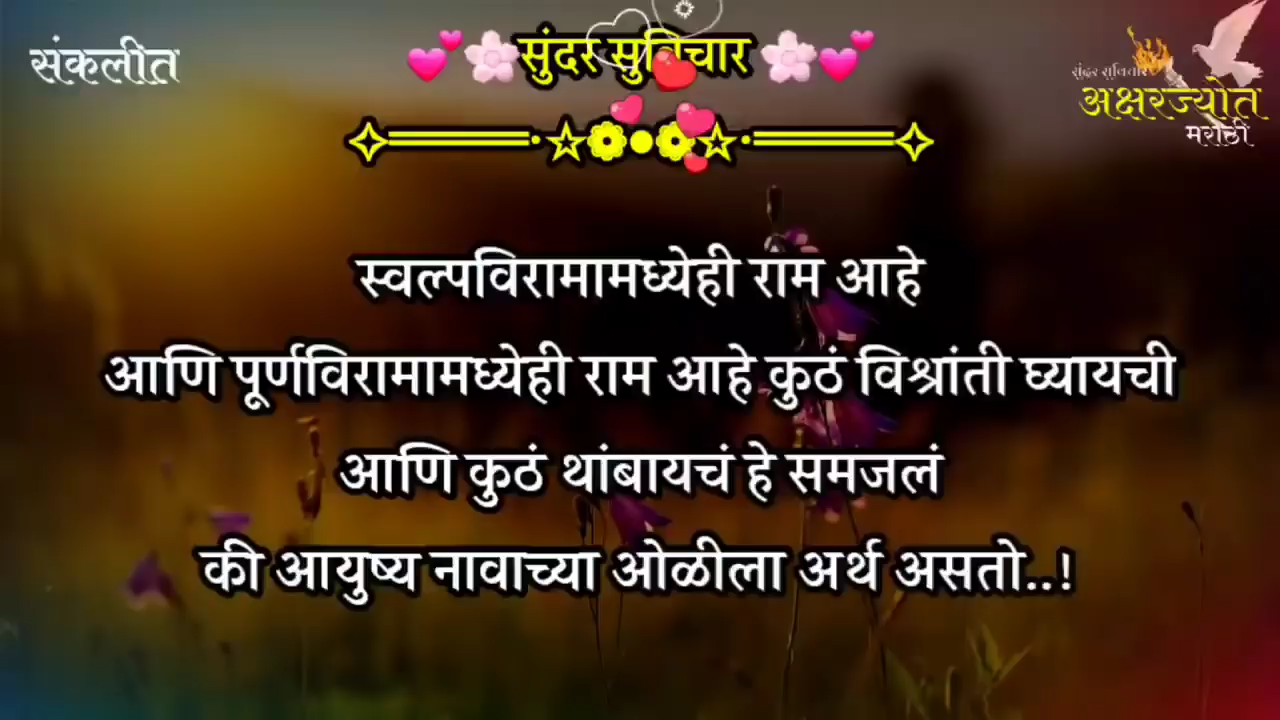 संकलीत
💕🌸सुंदर सुविचार🌸💕
✧═════•☆❁●❁☆•═════✧
सुंदर सुविचार
अक्षरज्योत
मराठी
स्वल्पविरामामध्येही राम आहे
आणि पूर्णविरामामध्येही राम आहे कुठं विश्रांती घ्यायची
आणि कुठं थांबायचं हे समजलं
की आयुष्य नावाच्या ओळीला अर्थ असतो..!